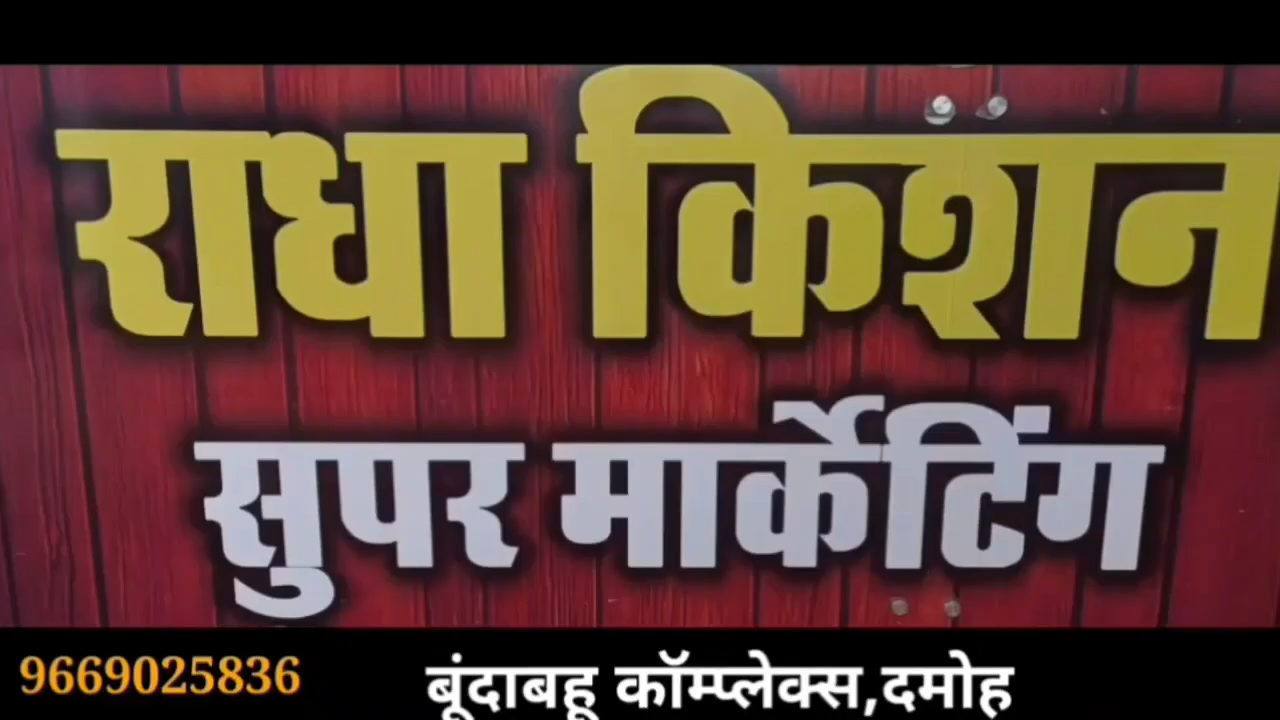 राधा किशन
सुपर मार्केटिंग
9669025836 बूंदाबहू कॉम्प्लेक्स,दमोह